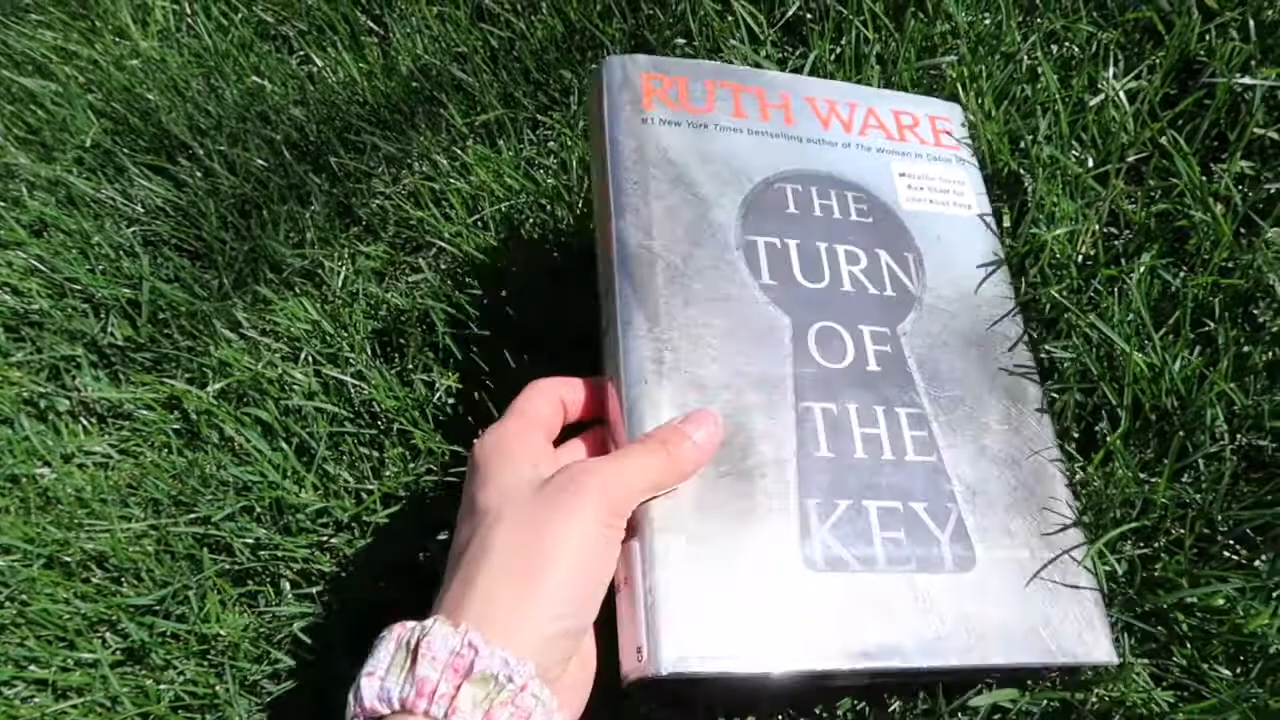 RUTH WARE
#1 New York Times bestselling author of The Woman in Cabin 10
THE
TURN
OF
THE
KEY
CR